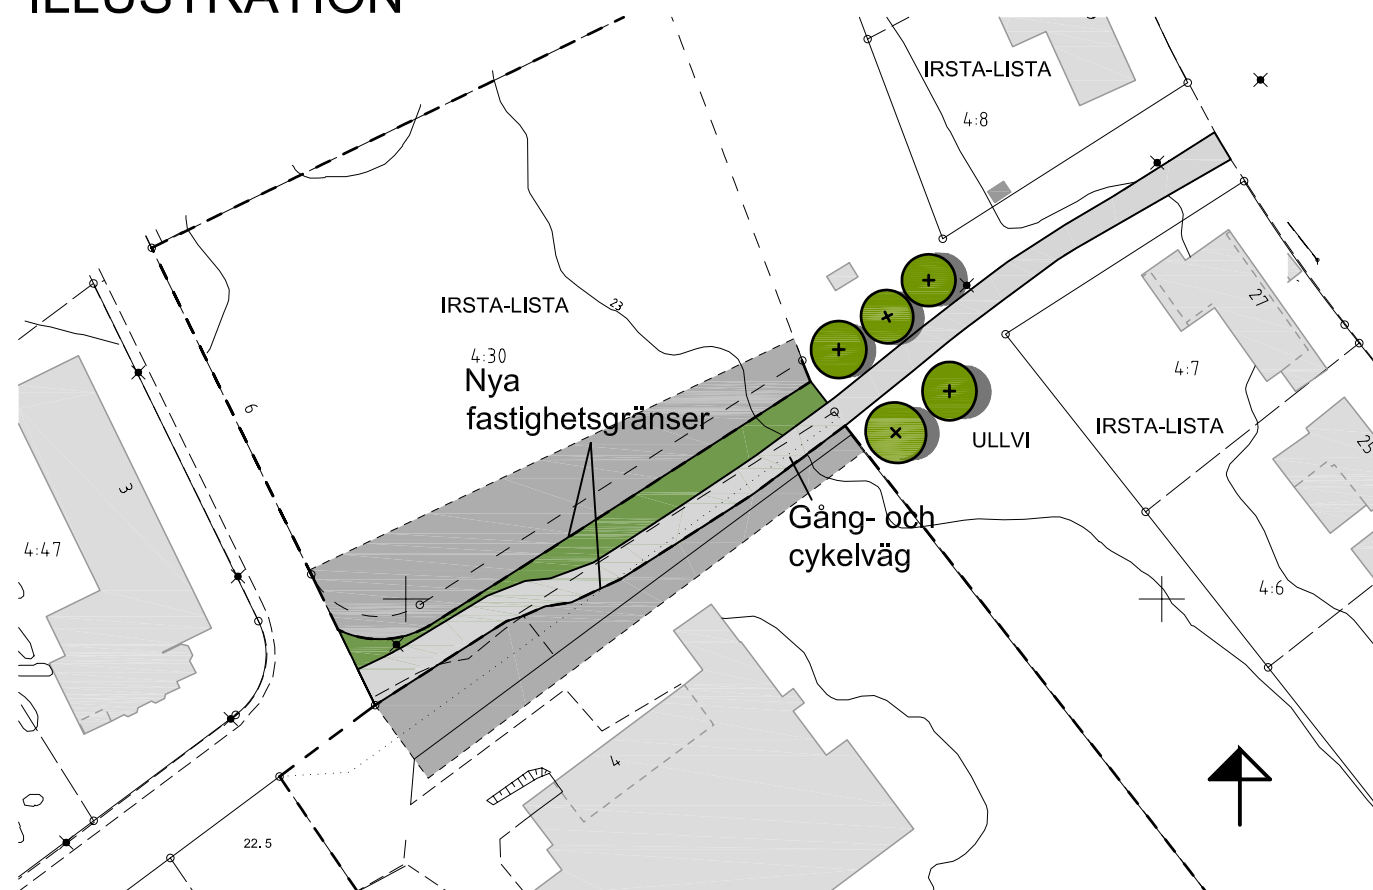 ILLUSTRATION
IRSTA-LISTA
4:8
IRSTA-LISTA
23
4:30
Nya
fastighetsgränser
27
4:7
6
IRSTA-LISTA
ULLVI
25
3
4:47
Gång- och
cykelväg
4:6
4
22.5